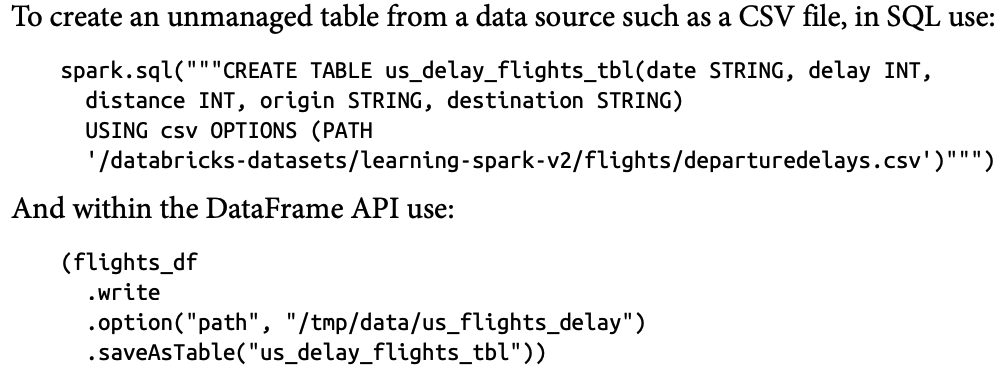 To create an unmanaged table from a data source such as a CSV file, in SQL use:
spark.sql("""CREATE TABLE us_delay_flights_tbl(date STRING, delay INT,
distance INT, origin STRING, destination STRING)
USING csv OPTIONS (PATH
'/databricks-datasets/learning-spark-v2/flights/departuredelays.csv')""")
And within the DataFrame API use:
(flights_df
.write
.option("path", "/tmp/data/us_flights_delay")
.saveAsTable("us_delay_flights_tbl"))